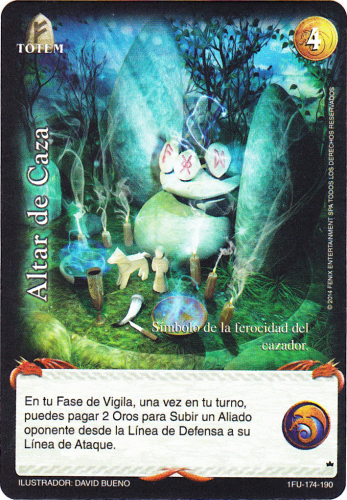 TÓTEM
4
Altar de Caza
© 2014 FENIX ENTERTAINMENT SPA TODOS LOS DERECHOS RESERVADOS
Símbolo de la ferocidad del
cazador.
En tu Fase de Vigila, una vez en tu turno,
puedes pagar 2 Oros para Subir un Aliado
oponente desde la Línea de Defensa a su
Línea de Ataque.
ILUSTRADOR: DAVID BUENO
1FU-174-190